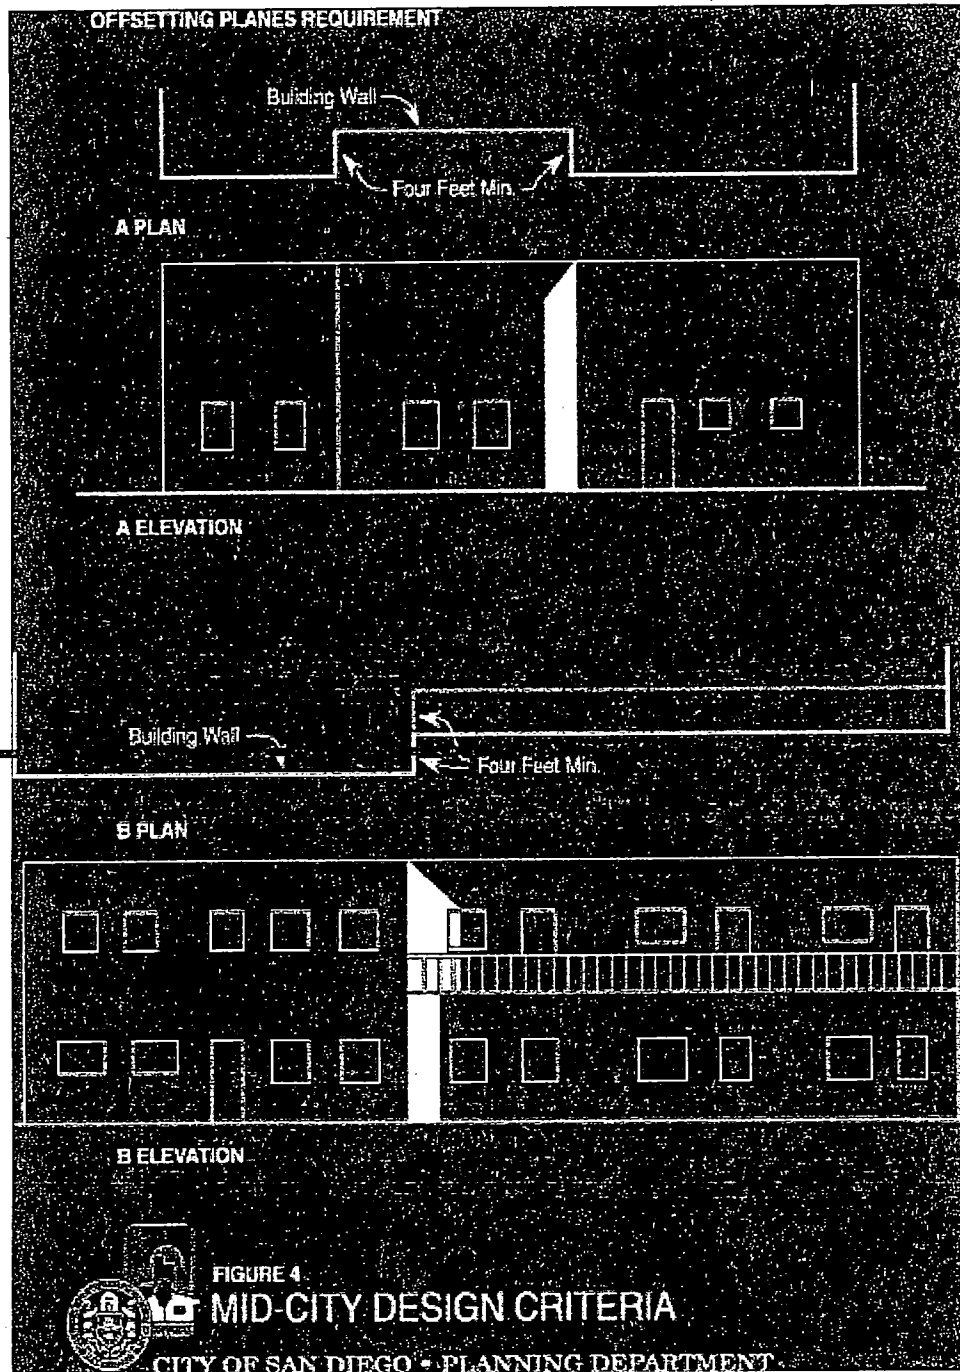 OFFSETTING PLANES REQUIREMENT
Building Wall
Four Feet Min.
A PLAN
A ELEVATION
Building Wall
Four Feet Min.
B PLAN
B ELEVATION
FIGURE 4
MID-CITY DESIGN CRITERIA
CITY OF SAN DIEGO • PLANNING DEPARTMENT